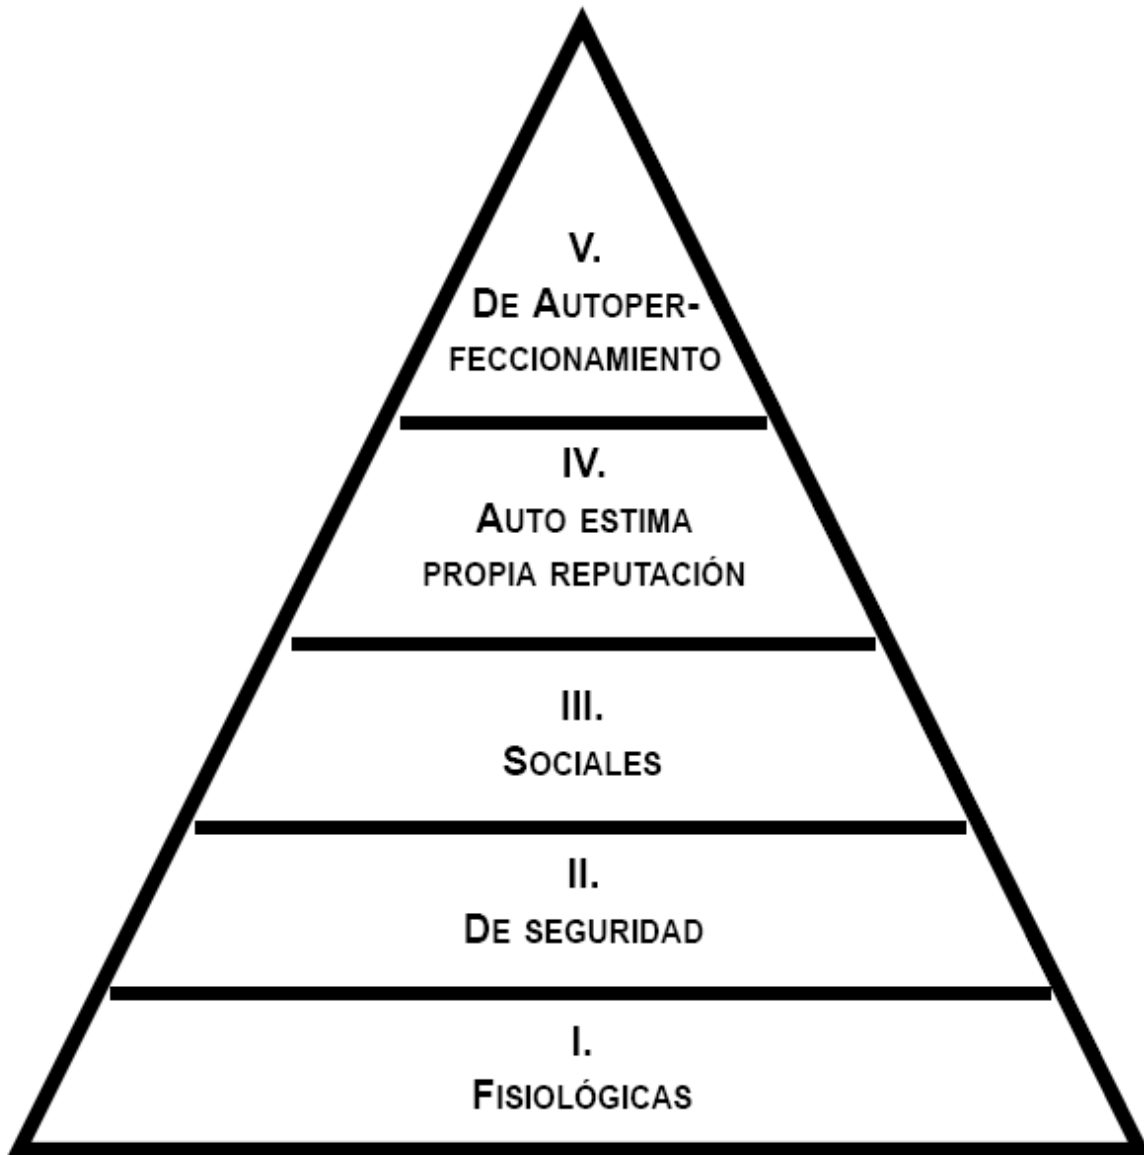 V.
De Autoper-
feccionamiento
IV.
Auto estima
propia reputación
III.
Sociales
II.
De seguridad
I.
Fisiológicas